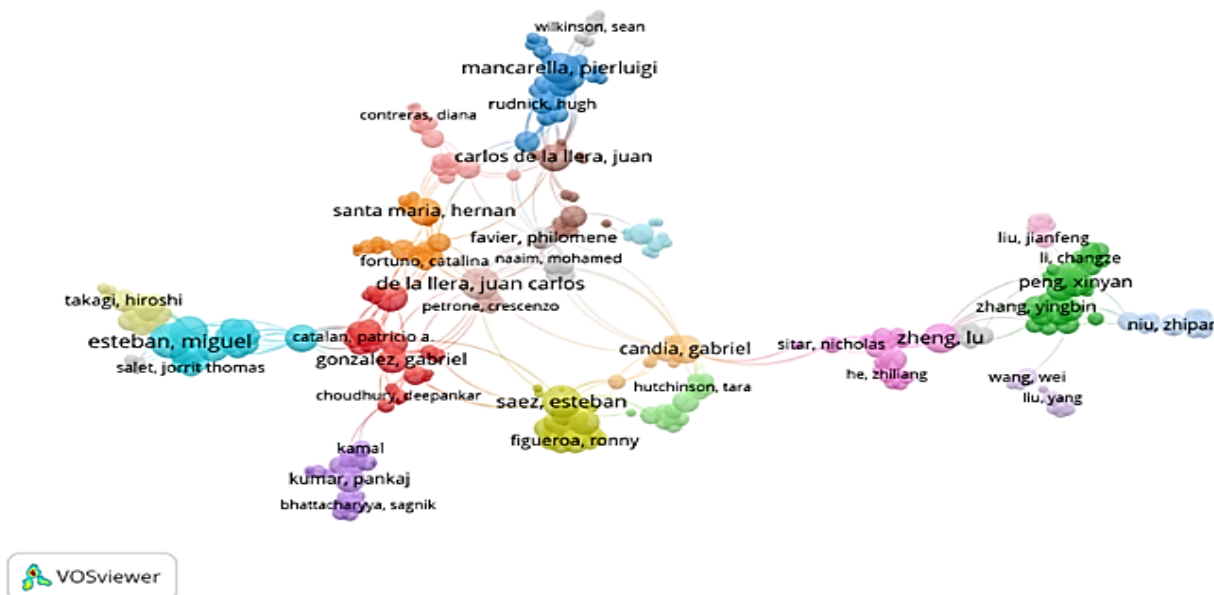 wilkinson, sean
mancarella, pierluigi
rudnick, hugh
contreras, diana
carlos de la llera, juan
santa maria, hernan
favier, philomene
liu, jianfeng
fortuno, catalina
naaim, mohamed
li, changze
de la llera, juan carlos
peng, xinyan
takagi, hiroshi
petrone, crescenzo
zhang, yingbin
niu, zhipan
esteban, miguel
catalan, patricio a.
zheng, lu
candia, gabriel
sitar, nicholas
gonzalez, gabriel
salet, jorrit thomas
he, zhiliang
wang, wei
hutchinson, tara
choudhury, deepankar
saez, esteban
liu, yang
figueroa, ronny
kamal
kumar, pankaj
bhattacharyya, sagnik
VOSviewer